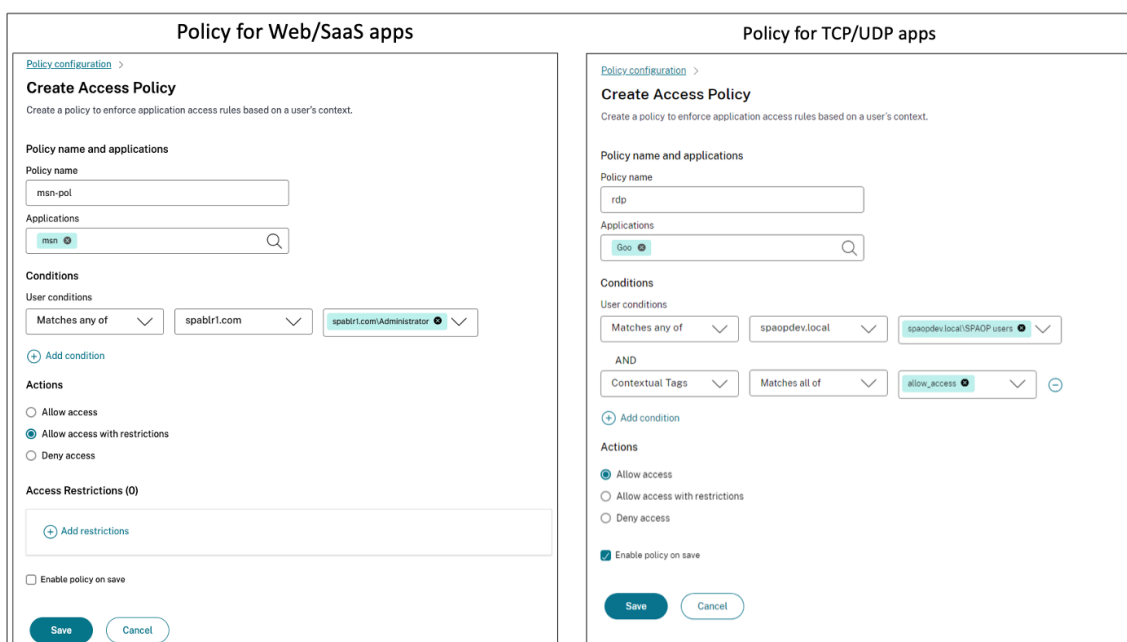 Policy for Web/SaaS apps
Policy configuration >
Create Access Policy
Create a policy to enforce application access rules based on a user's context.
Policy name and applications
Policy name
msn-pol
Applications
msn
Conditions
User conditions
Matches any of
spablr1.com
spablr1.com\Administrator
Add condition
Actions
Allow access
Allow access with restrictions
Deny access
Access Restrictions (0)
Add restrictions
Enable policy on save
Save
Cancel
Policy for TCP/UDP apps
Policy configuration >
Create Access Policy
Create a policy to enforce application access rules based on a user's context.
Policy name and applications
Policy name
rdp
Applications
Goo
Conditions
User conditions
Matches any of
spaopdev.local
spaopdev.local\SPAOP users
AND
Contextual Tags
Matches all of
allow_access
Add condition
Actions
Allow access
Allow access with restrictions
Deny access
Enable policy on save
Save
Cancel